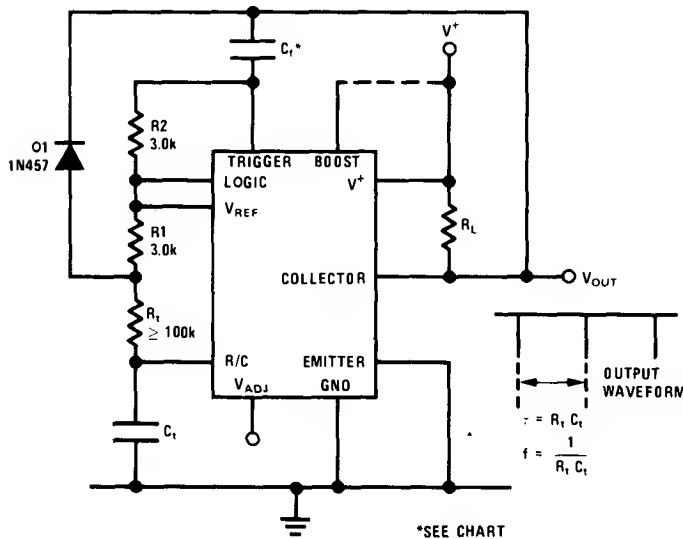 V+
Cf*
R2
3.0k
O1
1N457
TRIGGER
BOOST
LOGIC
V+
VREF
R1
3.0k
RL
COLLECTOR
VOUT
Rt
≥ 100k
R/C
EMITTER
VADJ
GND
OUTPUT
WAVEFORM
Ct
τ = Rt Ct
f = 1
Rt Ct
*SEE CHART